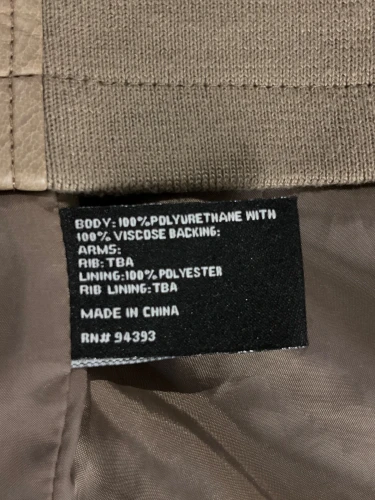 BODY: 100% POLYURETHANE WITH
100% VISCOSE BACKING:
ARMS:
RIB: TBA
LINING:100% POLYESTER
RIB LINING:TBA
MADE IN CHINA
RN# 94393